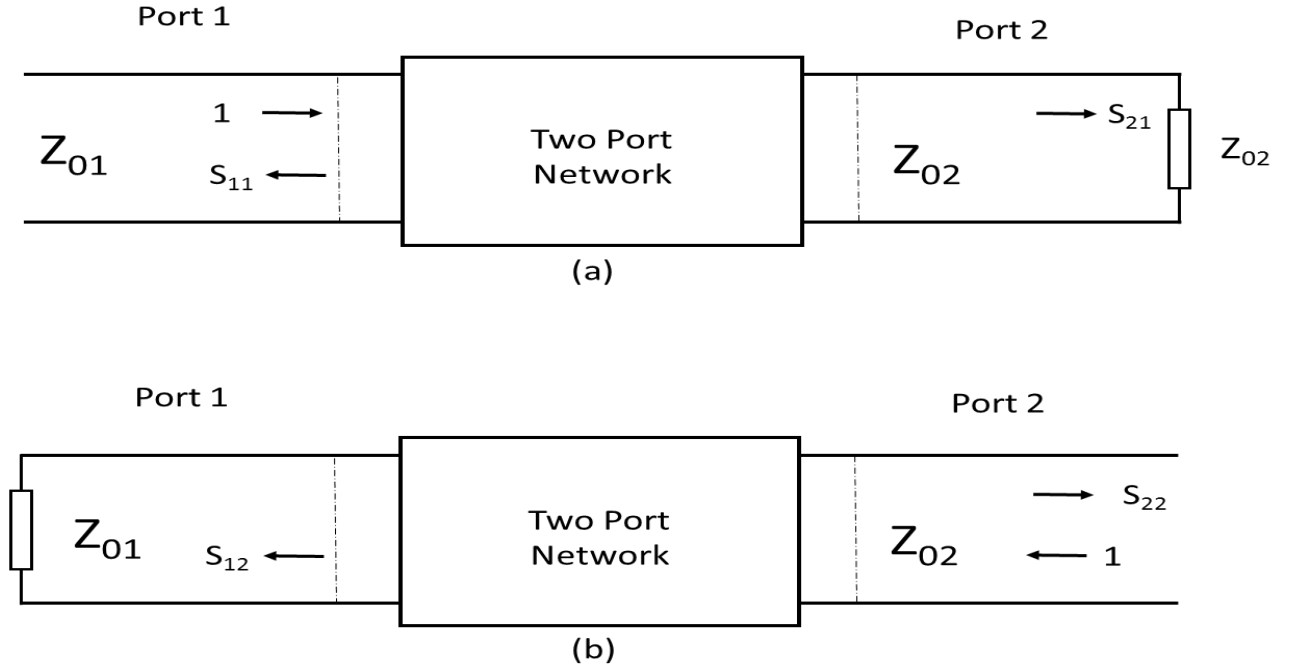 Port 1
Port 2
1
S21
Z01
Two Port
Network
Z02
Z02
S11
(a)
Port 1
Port 2
S22
Z01
S12
Two Port
Network
Z02
1
(b)